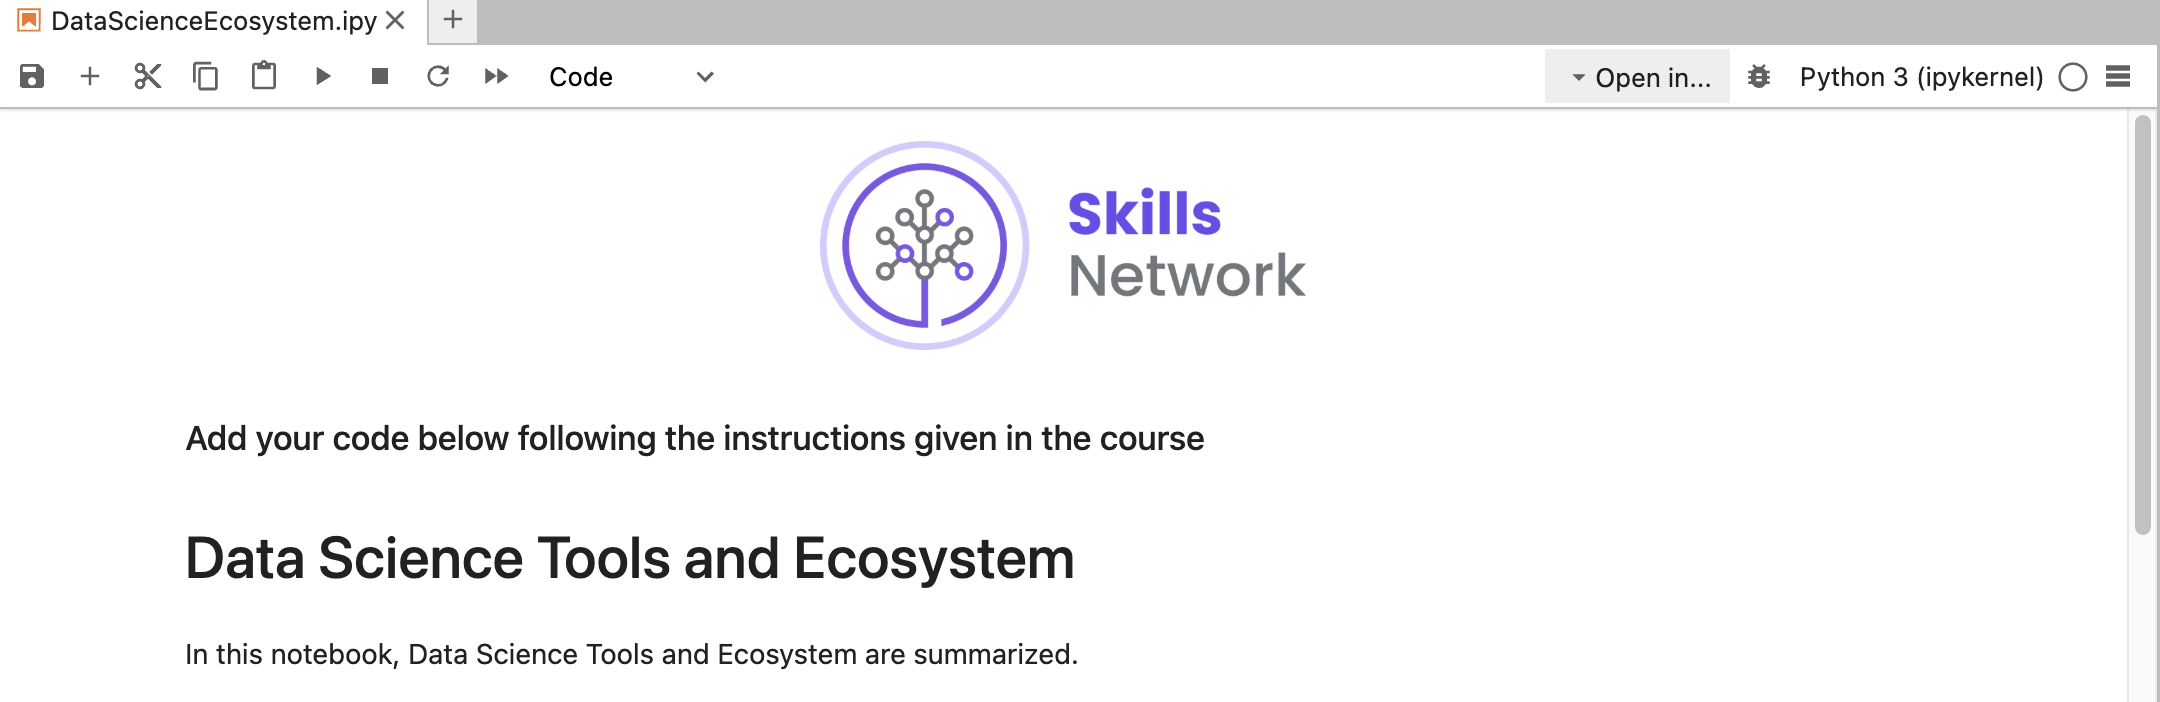 DataScienceEcosystem.ipy
Code
Open in...
Python 3 (ipykernel)
Skills
Network
Add your code below following the instructions given in the course
Data Science Tools and Ecosystem
In this notebook, Data Science Tools and Ecosystem are summarized.